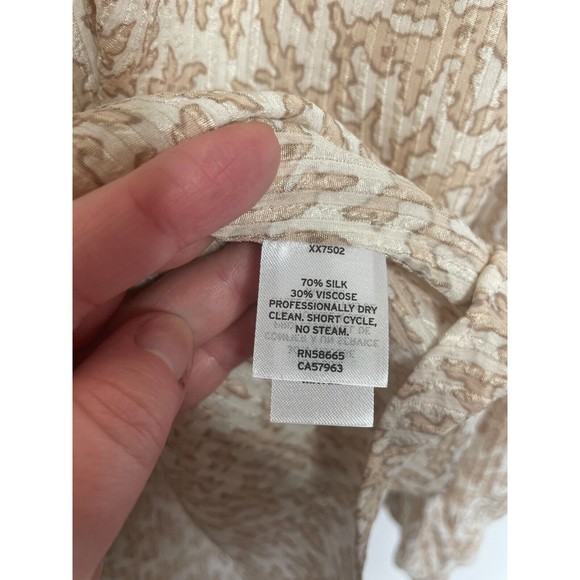 XX7502
70% SILK
30% VISCOSE
PROFESSIONALLY DRY
CLEAN. SHORT CYCLE,
NO STEAM.
RN58665
CA57963